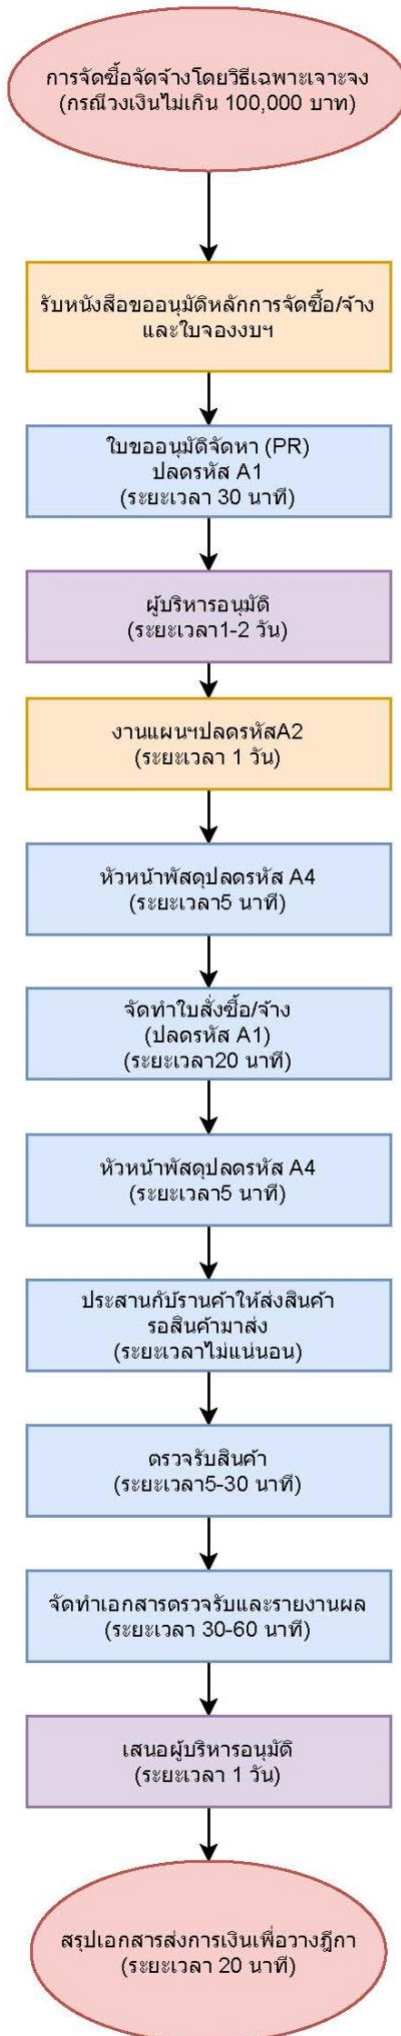 การจัดซื้อจัดจ้างโดยวิธีเฉพาะเจาะจง
(กรณีวงเงินไม่เกิน 100,000 บาท)
รับหนังสือขออนุมัติหลักการจัดซื้อ/จ้าง
และใบจองงบฯ
ใบขออนุมัติจัดหา (PR)
ปลดรหัส A1
(ระยะเวลา 30 นาที)
ผู้บริหารอนุมัติ
(ระยะเวลา1-2 วัน)
งานแผนฯปลดรหัสA2
(ระยะเวลา 1 วัน)
หัวหน้าพัสดุปลดรหัส A4
(ระยะเวลา5 นาที)
จัดทำใบสั่งซื้อ/จ้าง
(ปลดรหัส A1)
(ระยะเวลา20 นาที)
หัวหน้าพัสดุปลดรหัส A4
(ระยะเวลา5 นาที)
ประสานกับร้านค้าให้ส่งสินค้า
รอสินค้ามาส่ง
(ระยะเวลาไม่แน่นอน)
ตรวจรับสินค้า
(ระยะเวลา5-30 นาที)
จัดทำเอกสารตรวจรับและรายงานผล
(ระยะเวลา 30-60 นาที)
เสนอผู้บริหารอนุมัติ
(ระยะเวลา 1 วัน)
สรุปเอกสารส่งการเงินเพื่อวางฎีกา
(ระยะเวลา 20 นาที)